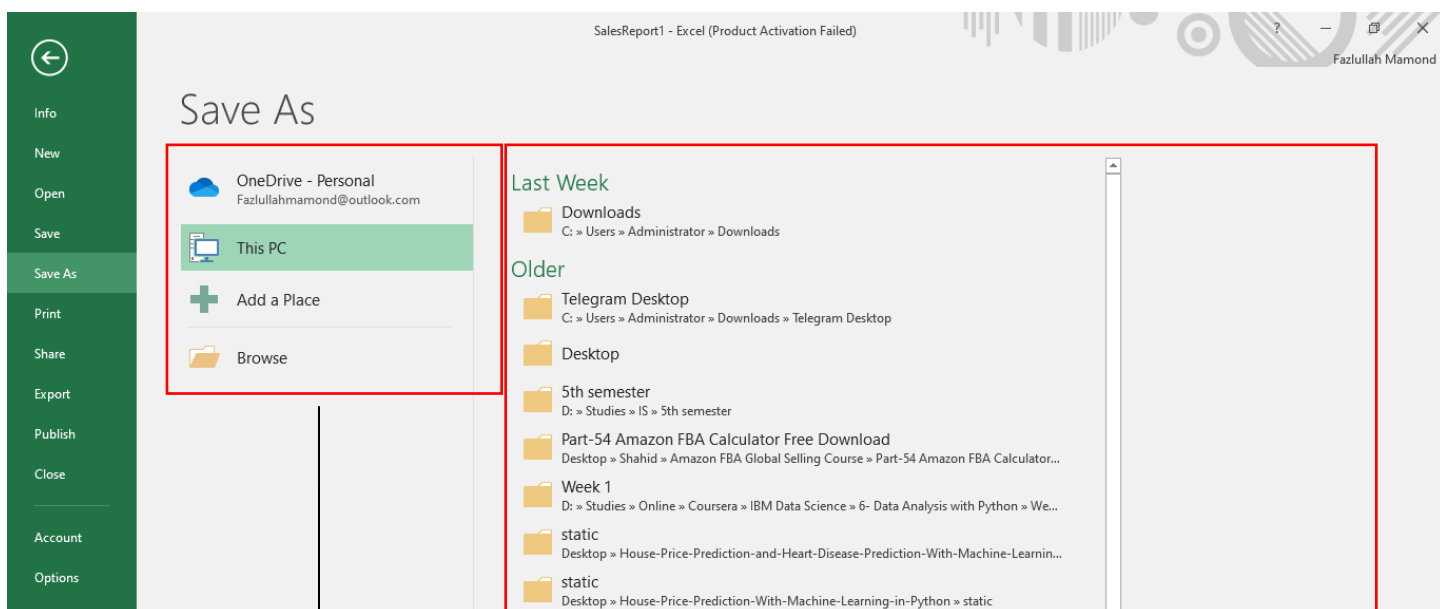 SalesReport1 - Excel (Product Activation Failed)
?
Fazlullah Mamond
Info
New
Open
Save
Save As
Print
Share
Export
Publish
Close
Account
Options
Save As
OneDrive - Personal
Fazlullahmamond@outlook.com
This PC
Add a Place
Browse
Last Week
Downloads
C: » Users » Administrator » Downloads
Older
Telegram Desktop
C: » Users » Administrator » Downloads » Telegram Desktop
Desktop
5th semester
D: » Studies » IS » 5th semester
Part-54 Amazon FBA Calculator Free Download
Desktop » Shahid » Amazon FBA Global Selling Course » Part-54 Amazon FBA Calculator...
Week 1
D: » Studies » Online » Coursera » IBM Data Science » 6- Data Analysis with Python » We...
static
Desktop » House-Price-Prediction-and-Heart-Disease-Prediction-With-Machine-Learnin...
static
Desktop » House-Price-Prediction-With-Machine-Learning-in-Python » static